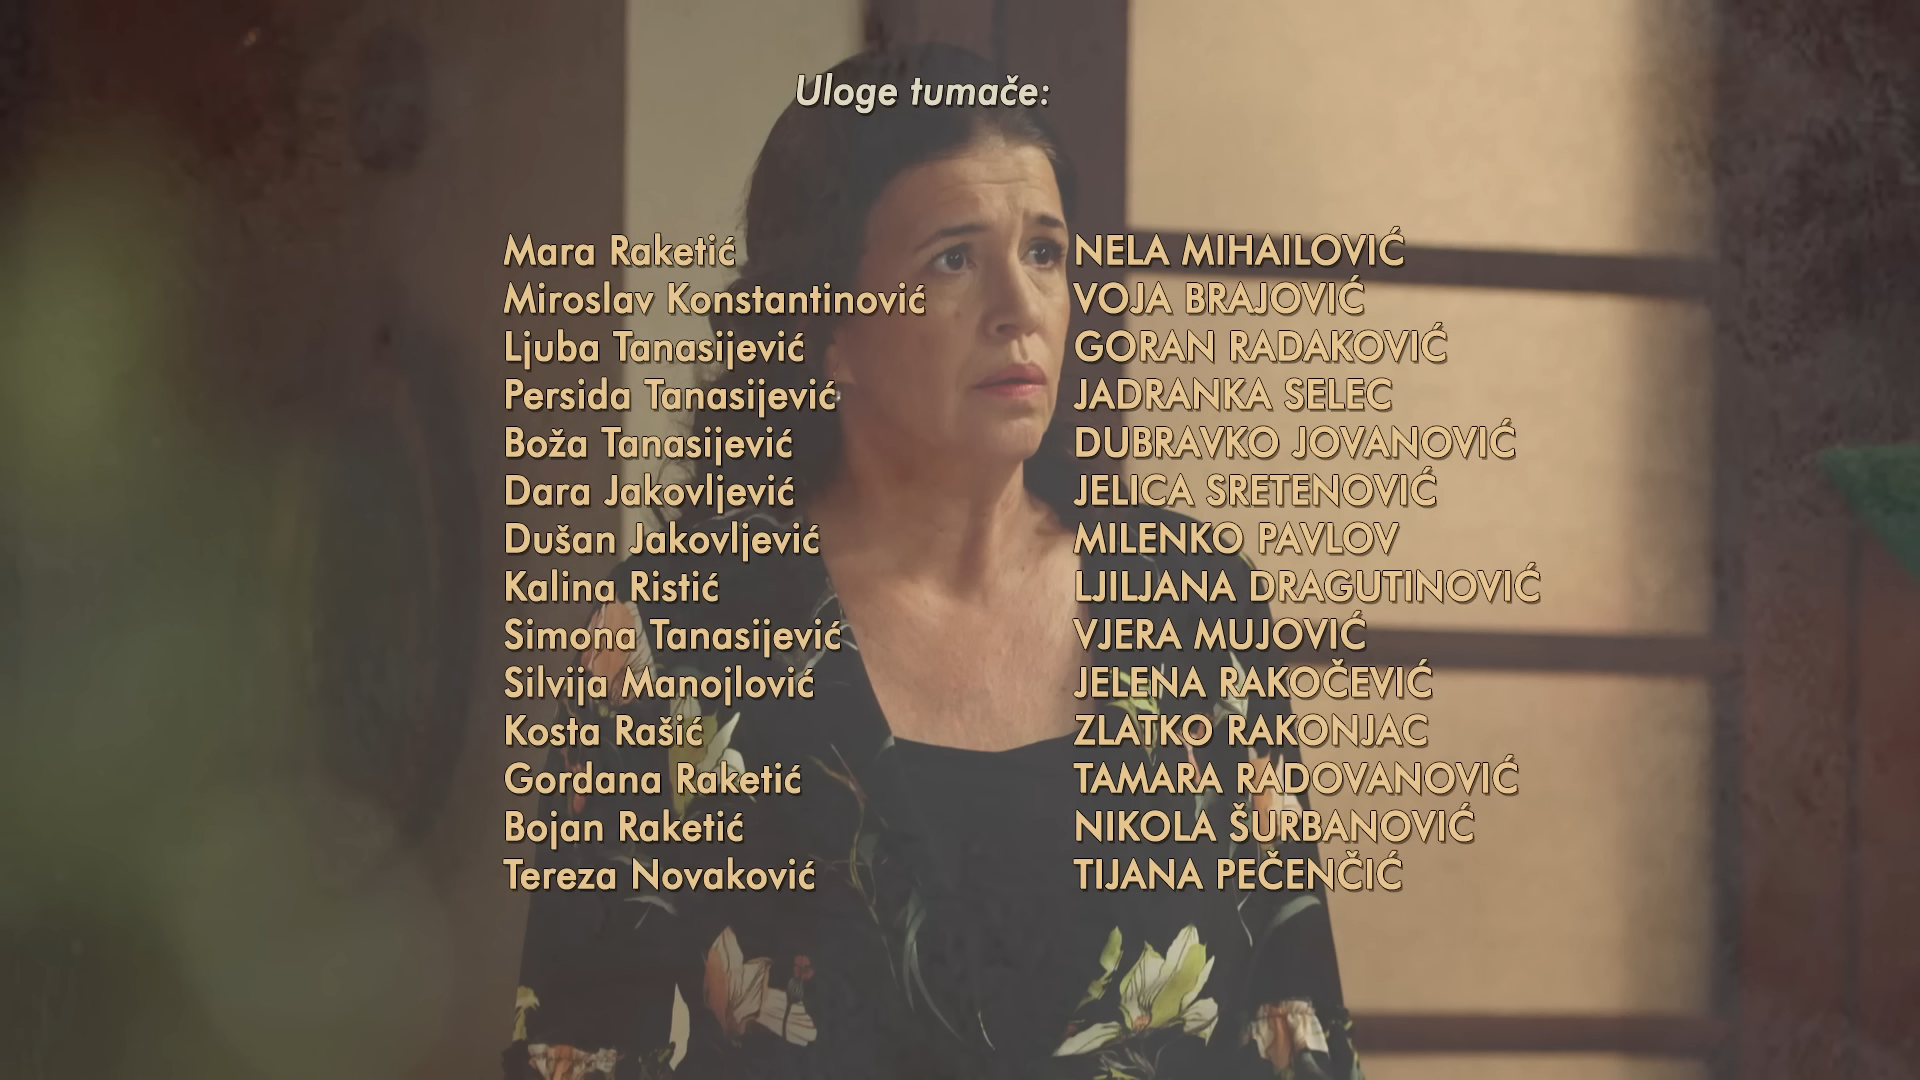 Uloge tumače:
Mara Raketić NELA MIHAILOVIĆ
Miroslav Konstantinović VOJA BRAJOVIĆ
Ljuba Tanasijević GORAN RADAKOVIĆ
Persida Tanasijević JADRANKA SELEC
Boža Tanasijević DUBRAVKO JOVANOVIĆ
Dara Jakovljević JELICA SRETENOVIĆ
Dušan Jakovljević MILENKO PAVLOV
Kalina Ristić LJILJANA DRAGUTINOVIĆ
Simona Tanasijević VJERA MUJOVIĆ
Silvija Manojlović JELENA RAKOČEVIĆ
Kosta Rašić ZLATKO RAKONJAC
Gordana Raketić TAMARA RADOVANOVIĆ
Bojan Raketić NIKOLA ŠURBANOVIĆ
Tereza Novaković TIJANA PEČENČIĆ